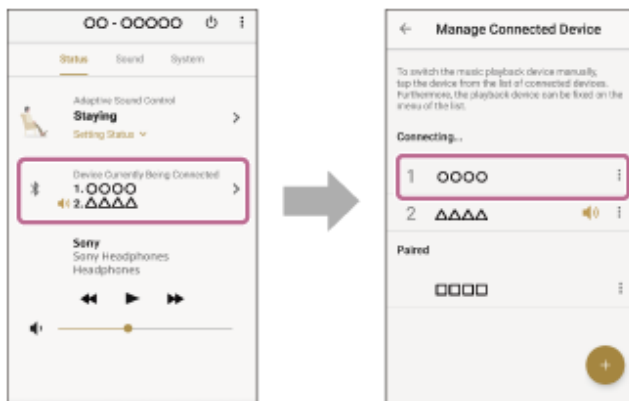 OO - OOOOO
Status Sound System
Adaptive Sound Control
Staying
Setting Status
Device Currently Being Connected
1.OOOO
2.△△△△
Sony
Sony Headphones
Headphones
Manage Connected Device
To switch the music playback device manually,
tap the device from the list of connected devices.
Furthermore, the playback device can be fixed on the
menu of the list.
Connecting...
1 OOOO
2 △△△△
Paired
□□□□